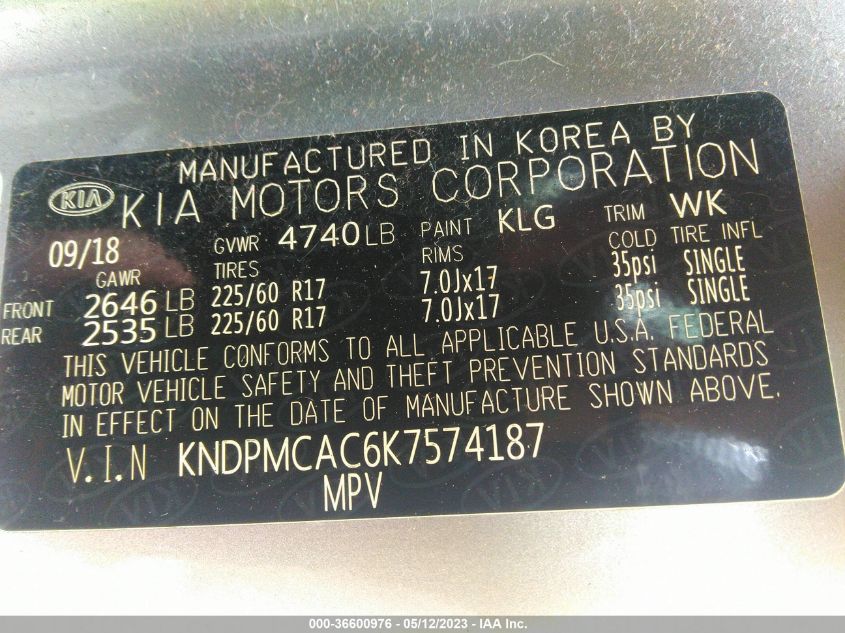 MANUFACTURED IN KOREA BY
KIA KIA MOTORS CORPORATION
09/18 GVWR 4740LB PAINT KLG TRIM WK
GAWR TIRES RIMS COLD TIRE INFL
FRONT 2646 LB 225/60 R17 7.0Jx17 35psi SINGLE
REAR 2535 LB 225/60 R17 7.0Jx17 35psi SINGLE
THIS VEHICLE CONFORMS TO ALL APPLICABLE U.S.A. FEDERAL
MOTOR VEHICLE SAFETY AND THEFT PREVENTION STANDARDS
IN EFFECT ON THE DATE OF MANUFACTURE SHOWN ABOVE.
V.I.N KNDPMCAC6K7574187
MPV
000-36600976 - 05/12/2023 - IAA Inc.